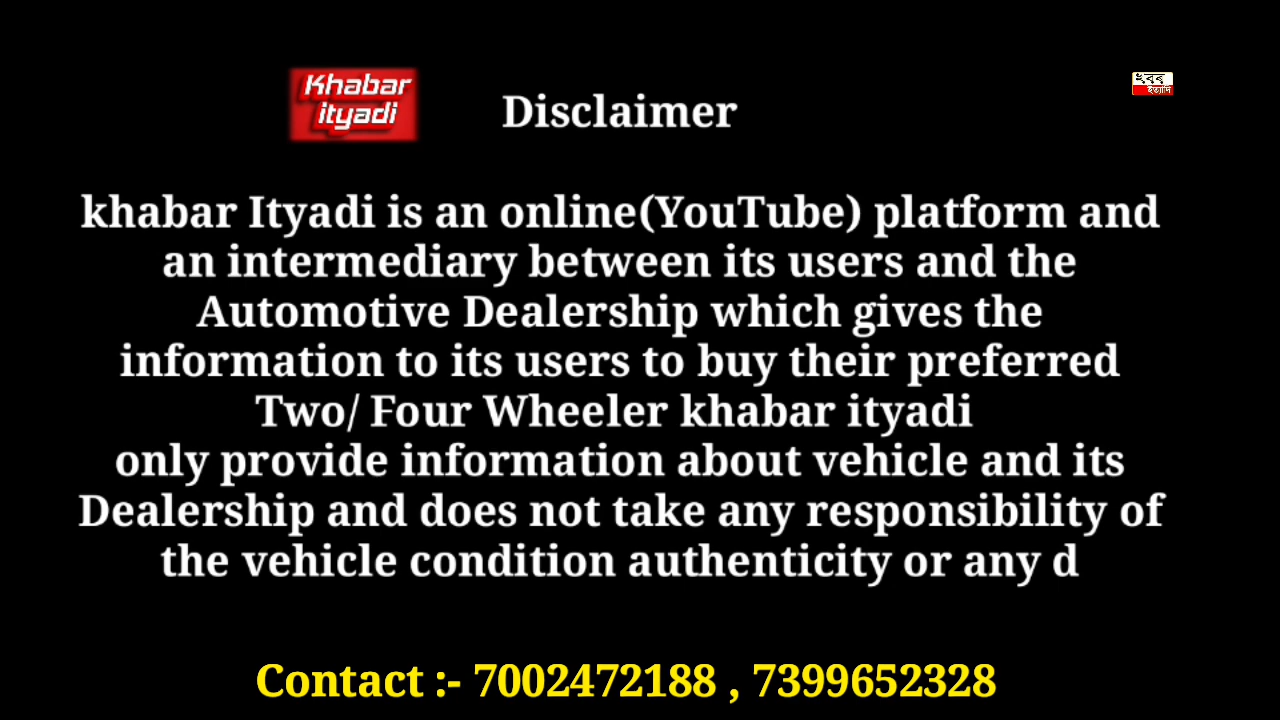 Khabar
ityadi
Disclaimer
খবৰ
ইত্যাদি
khabar Ityadi is an online(YouTube) platform and
an intermediary between its users and the
Automotive Dealership which gives the
information to its users to buy their preferred
Two/ Four Wheeler khabar ityadi
only provide information about vehicle and its
Dealership and does not take any responsibility of
the vehicle condition authenticity or any d
Contact :- 7002472188 , 7399652328